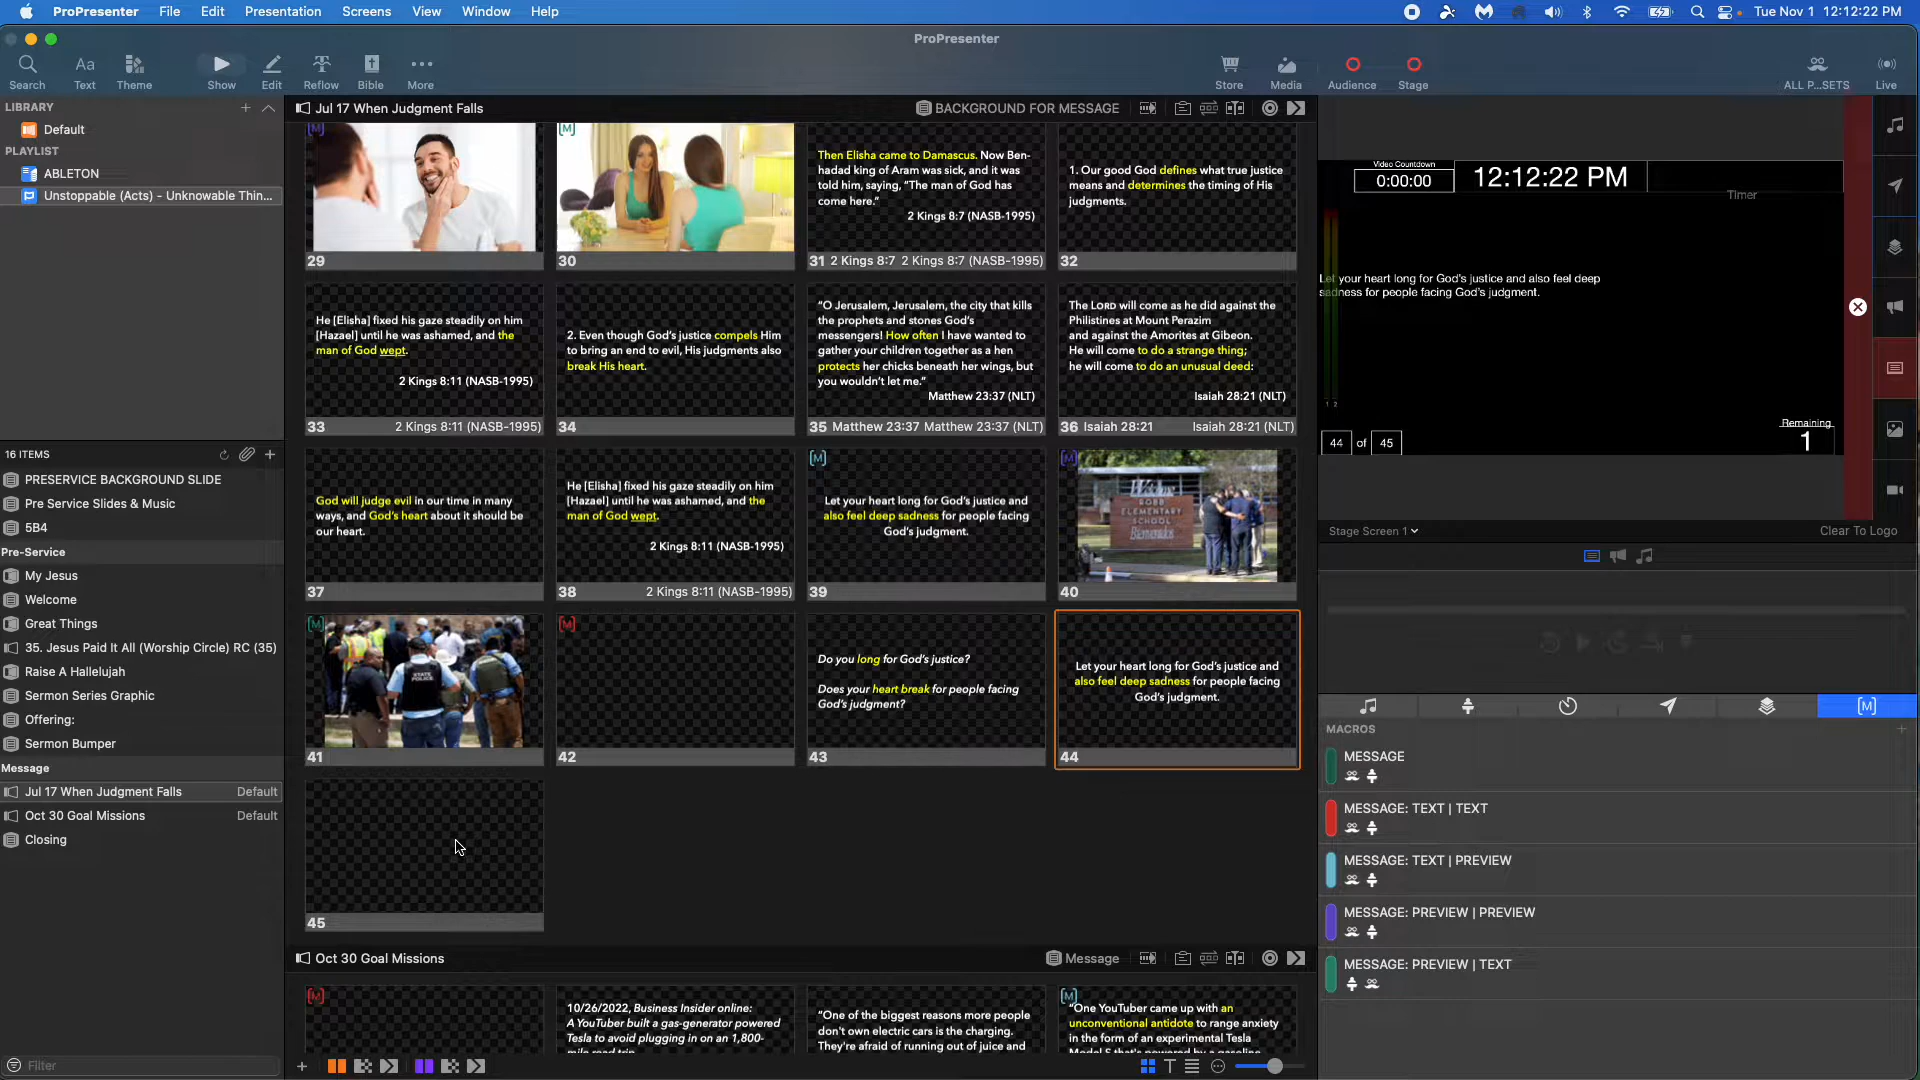 ProPresenter File Edit Presentation Screens View Window Help
Tue Nov 1 12:12:22 PM
ProPresenter
Search Text Theme Show Edit Reflow Bible More
Store Media Audience Stage ALL P...SETS Live
LIBRARY
Default
PLAYLIST
ABLETON
Unstoppable (Acts) - Unknowable Thin...
16 ITEMS
PRESERVICE BACKGROUND SLIDE
Pre Service Slides & Music
5B4
Pre-Service
My Jesus
Welcome
Great Things
35. Jesus Paid It All (Worship Circle) RC (35)
Raise A Hallelujah
Sermon Series Graphic
Offering:
Sermon Bumper
Message
Jul 17 When Judgment Falls Default
Oct 30 Goal Missions Default
Closing
Filter
Jul 17 When Judgment Falls
BACKGROUND FOR MESSAGE
[M]
29
[M]
30
Then Elisha came to Damascus. Now Ben-
hadad king of Aram was sick, and it was
told him, saying, "The man of God has
come here."
2 Kings 8:7 (NASB-1995)
31 2 Kings 8:7 2 Kings 8:7 (NASB-1995)
1. Our good God defines what true justice
means and determines the timing of His
judgments.
32
He [Elisha] fixed his gaze steadily on him
[Hazael] until he was ashamed, and the
man of God wept.
2 Kings 8:11 (NASB-1995)
33 2 Kings 8:11 (NASB-1995)
2. Even though God's justice compels Him
to bring an end to evil, His judgments also
break His heart.
34
"O Jerusalem, Jerusalem, the city that kills
the prophets and stones God's
messengers! How often I have wanted to
gather your children together as a hen
protects her chicks beneath her wings, but
you wouldn't let me."
Matthew 23:37 (NLT)
35 Matthew 23:37 Matthew 23:37 (NLT)
The LORD will come as he did against the
Philistines at Mount Perazim
and against the Amorites at Gibeon.
He will come to do a strange thing;
he will come to do an unusual deed:
Isaiah 28:21 (NLT)
36 Isaiah 28:21 Isaiah 28:21 (NLT)
God will judge evil in our time in many
ways, and God's heart about it should be
our heart.
37
He [Elisha] fixed his gaze steadily on him
[Hazael] until he was ashamed, and the
man of God wept.
2 Kings 8:11 (NASB-1995)
38 2 Kings 8:11 (NASB-1995)
[M]
Let your heart long for God's justice and
also feel deep sadness for people facing
God's judgment.
39
[M]
Welcome
ROBB
ELEMENTARY
SCHOOL
Bienvenidos
40
[M]
STATE
POLICE
41
[M]
42
Do you long for God's justice?
Does your heart break for people facing
God's judgment?
43
Let your heart long for God's justice and
also feel deep sadness for people facing
God's judgment.
44
45
Oct 30 Goal Missions
Message
[M]
10/26/2022, Business Insider online:
A YouTuber built a gas-generator powered
Tesla to avoid plugging in on an 1,800-
mile road trip
"One of the biggest reasons more people
don't own electric cars is the charging.
They're afraid of running out of juice and
[M]
"One YouTuber came up with an
unconventional antidote to range anxiety
in the form of an experimental Tesla
Model S that's powered by a gasoline
Video Countdown
0:00:00
12:12:22 PM
Timer
Let your heart long for God's justice and also feel deep
sadness for people facing God's judgment.
1 2
44 of 45
Remaining
1
Stage Screen 1
Clear To Logo
[M]
MACROS
MESSAGE
MESSAGE: TEXT | TEXT
MESSAGE: TEXT | PREVIEW
MESSAGE: PREVIEW | PREVIEW
MESSAGE: PREVIEW | TEXT